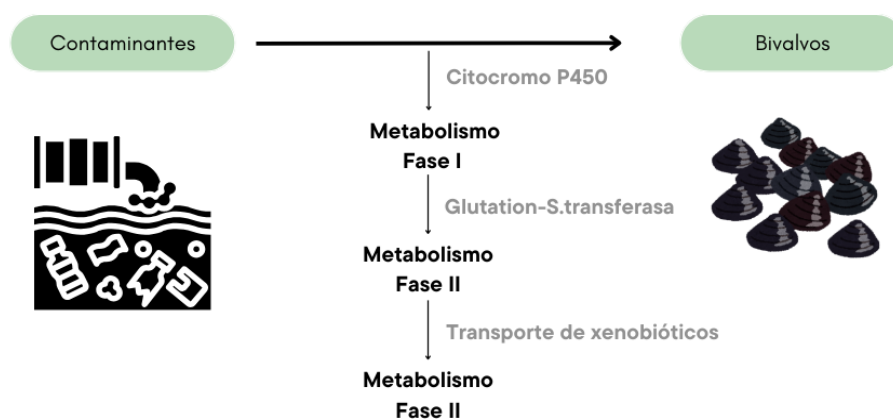 Contaminantes
Bivalvos
Citocromo P450
Metabolismo
Fase I
Glutation-S.transferasa
Metabolismo
Fase II
Transporte de xenobióticos
Metabolismo
Fase II